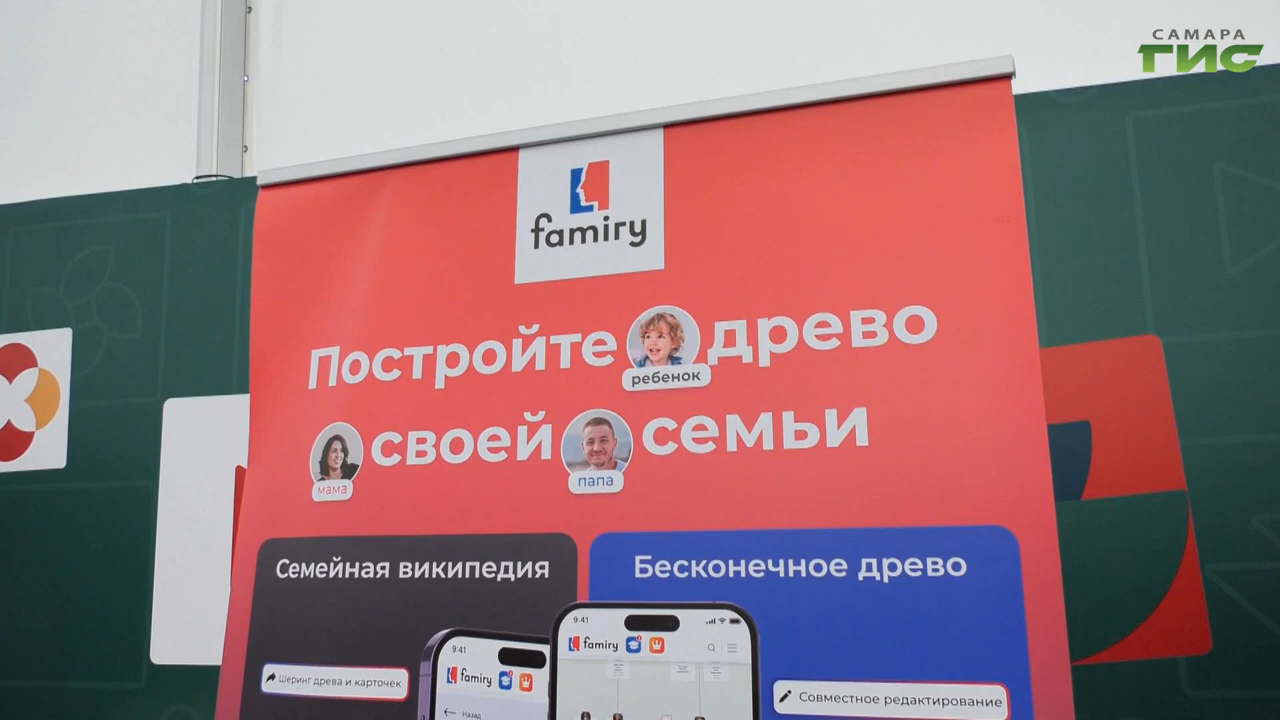 САМАРА
ГИС
famiry
Постройте древо
ребенок
своей семьи
мама
папа
Семейная википедия
Бесконечное древо
9:41
famiry
9:41
famiry
Шеринг древа и карточек
Совместное редактирование
Назад